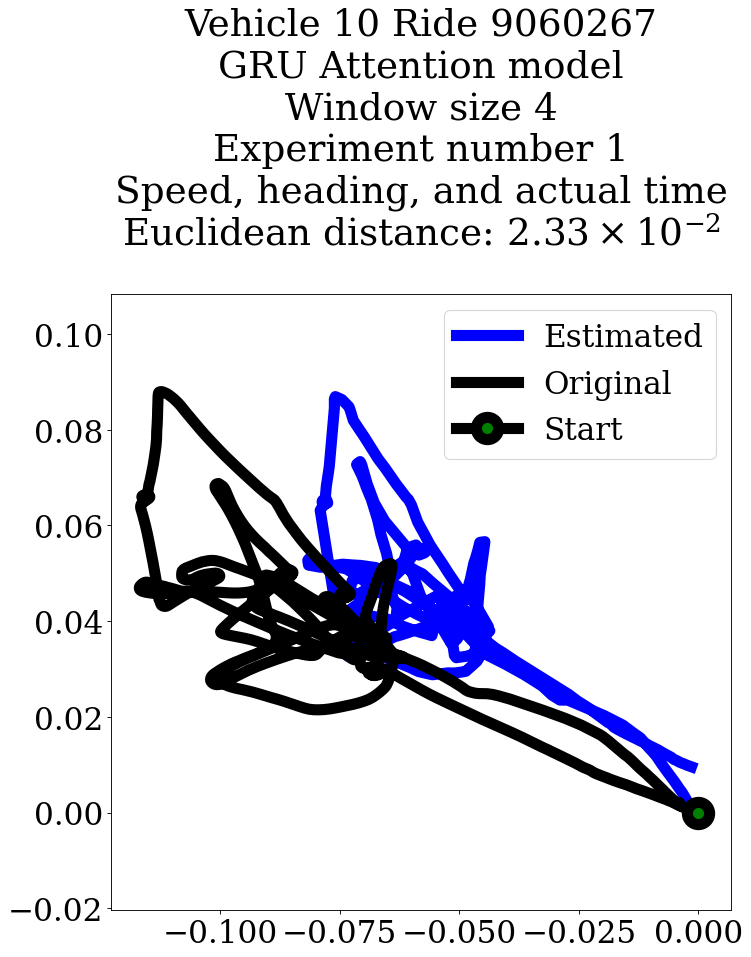 Vehicle 10 Ride 9060267
GRU Attention model
Window size 4
Experiment number 1
Speed, heading, and actual time
Euclidean distance: 2.33 × 10⁻²
Estimated
Original
Start
0.10
0.08
0.06
0.04
0.02
0.00
−0.02
−0.100 −0.075 −0.050 −0.025 0.000